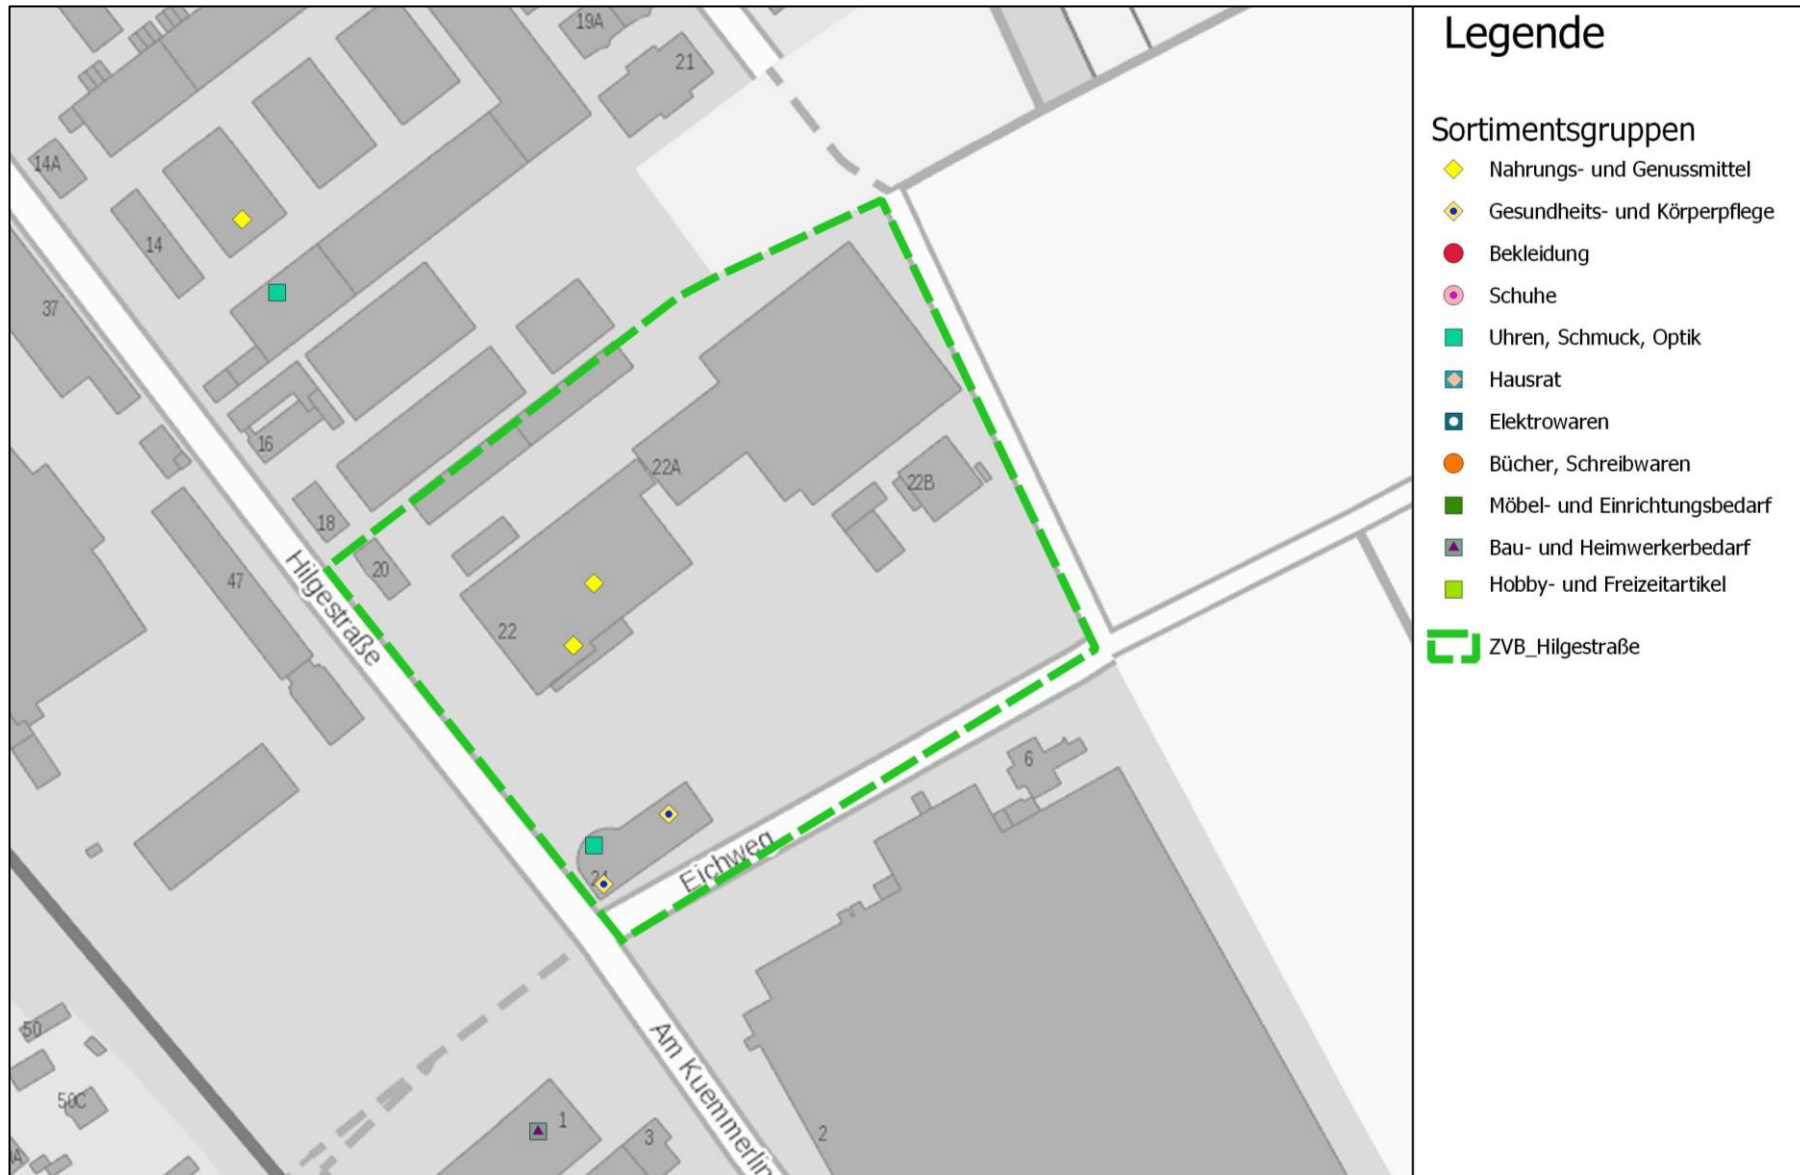 19A
21
14A
14
37
16
22A
22B
18
20
47
Hilgestraße
22
6
Eichweg
24
50
50C
1
3
2
Am Kuemmerlin
Legende
Sortimentsgruppen
Nahrungs- und Genussmittel
Gesundheits- und Körperpflege
Bekleidung
Schuhe
Uhren, Schmuck, Optik
Hausrat
Elektrowaren
Bücher, Schreibwaren
Möbel- und Einrichtungsbedarf
Bau- und Heimwerkerbedarf
Hobby- und Freizeitartikel
ZVB_Hilgestraße